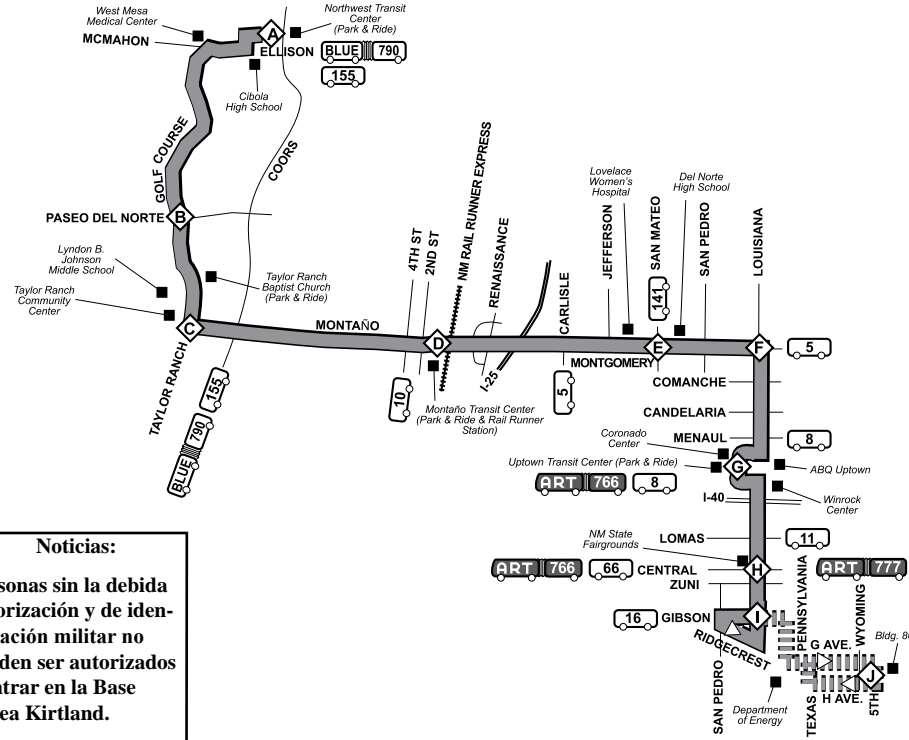 West Mesa
Medical Center
MCMAHON
A
Northwest Transit
Center
(Park & Ride)
ELLISON
BLUE 790
155
Cibola
High School
GOLF COURSE
COORS
PASEO DEL NORTE
B
Lyndon B.
Johnson
Middle School
Taylor Ranch
Community
Center
Taylor Ranch
Baptist Church
(Park & Ride)
C
TAYLOR RANCH
MONTAÑO
155
BLUE 790
4TH ST
2ND ST
NM RAIL RUNNER EXPRESS
RENAISSANCE
D
10
I-25
Montaño Transit Center
(Park & Ride & Rail Runner
Station)
CARLISLE
5
JEFFERSON
Lovelace
Women's
Hospital
SAN MATEO
141
Del Norte
High School
SAN PEDRO
LOUISIANA
E
MONTGOMERY
F
5
COMANCHE
CANDELARIA
MENAUL
8
Coronado
Center
Uptown Transit Center (Park & Ride)
G
ABQ Uptown
ART 766
8
I-40
Winrock
Center
LOMAS
11
NM State
Fairgrounds
ART 766
66
CENTRAL
H
ART 777
ZUNI
16
GIBSON
I
RIDGECREST
SAN PEDRO
PENNSYLVANIA
WYOMING
G AVE.
Bldg.
J
H AVE.
5TH
TEXAS
Department
of Energy
Noticias:
sonas sin la debida
orización y de iden-
ación militar no
den ser autorizados
ntrar en la Base
ea Kirtland.